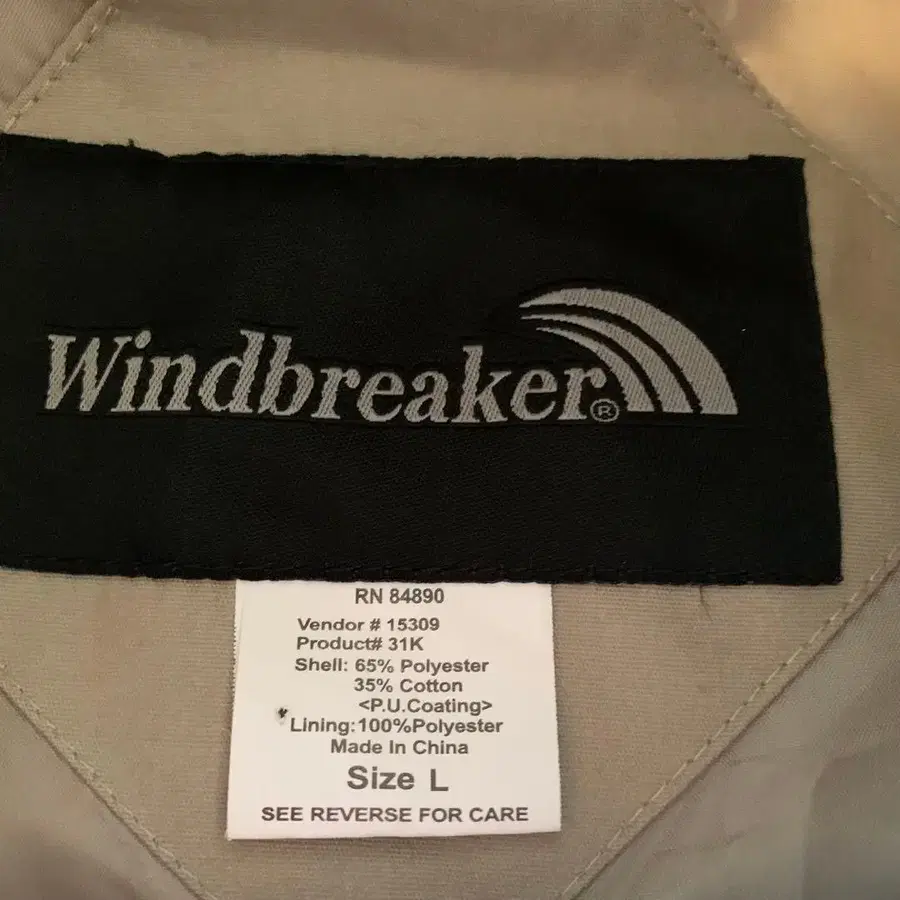 Windbreaker®
RN 84890
Vendor # 15309
Product# 31K
Shell: 65% Polyester
35% Cotton
<P.U.Coating>
Lining:100%Polyester
Made In China
Size L
SEE REVERSE FOR CARE